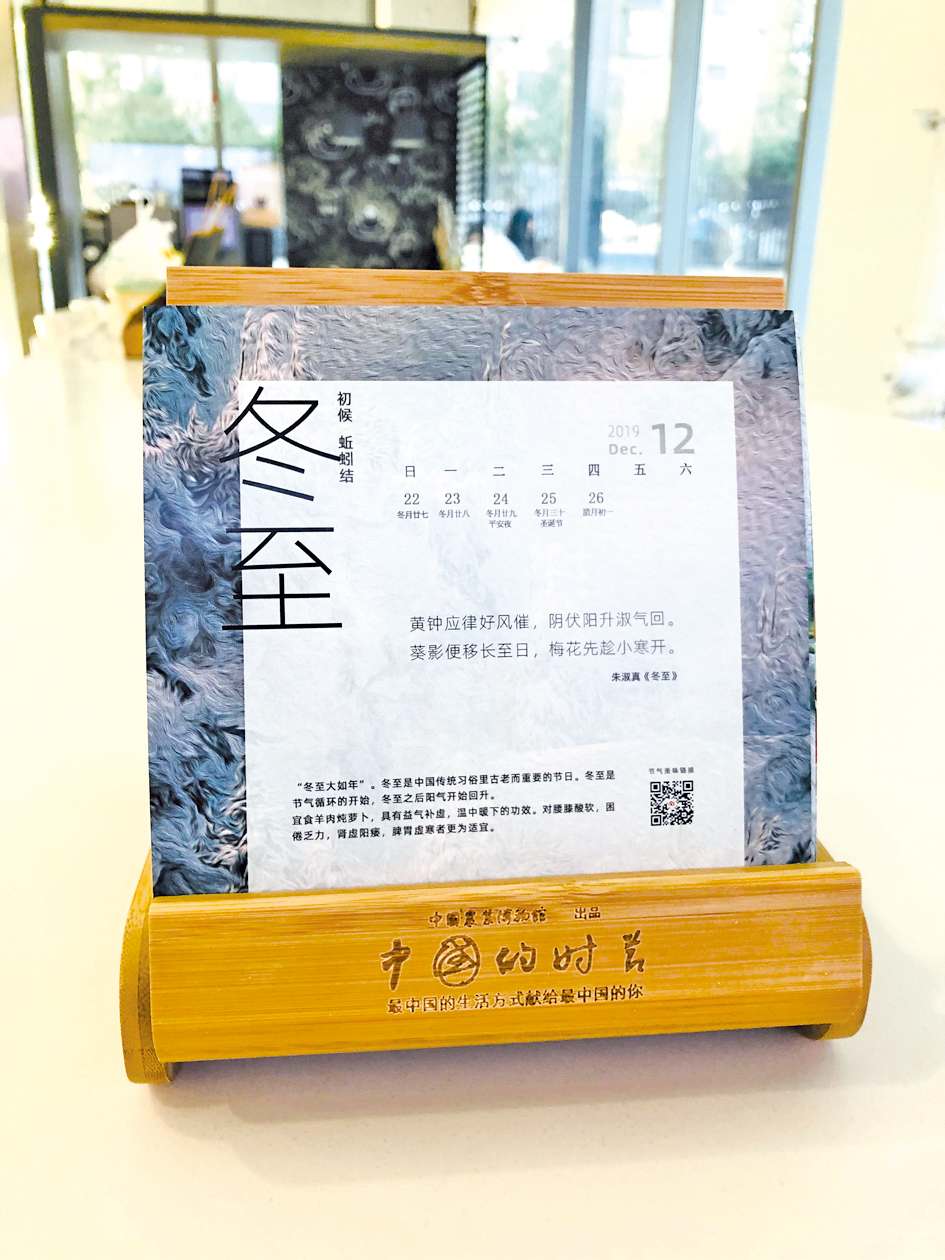 冬至
初候 蚯蚓结
2019 12
Dec.
日 一 二 三 四 五 六
22 23 24 25 26
冬月廿七 冬月廿八 冬月廿九 冬月三十 腊月初一
平安夜 圣诞节
黄钟应律好风催，阴伏阳升淑气回。
葵影便移长至日，梅花先趁小寒开。
朱淑真《冬至》
节气滋味链接
“冬至大如年”。冬至是中国传统习俗里古老而重要的节日。冬至是
节气循环的开始，冬至之后阳气开始回升。
宜食羊肉炖萝卜，具有益气补虚，温中暖下的功效。对腰膝酸软，困
倦乏力，肾虚阳痿，脾胃虚寒者更为适宜。
中国農業博物館 出品
中国的时节
最中国的生活方式献给最中国的你